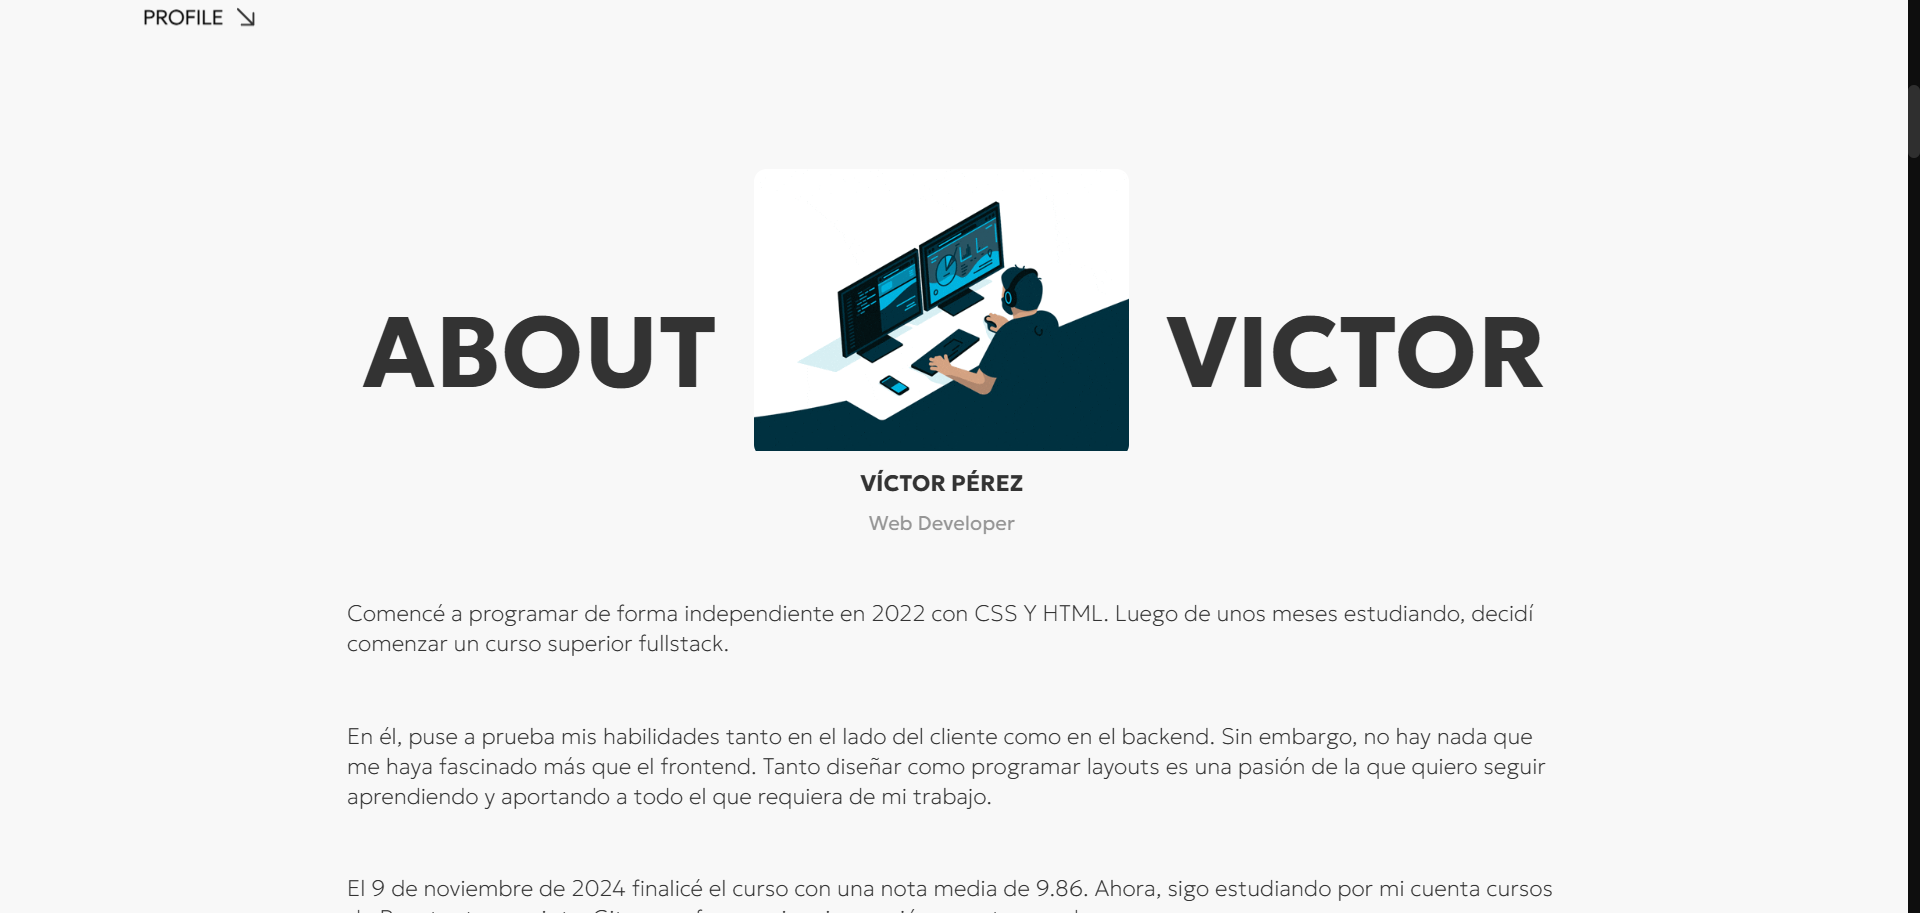 PROFILE
ABOUT
VICTOR
VÍCTOR PÉREZ
Web Developer
Comencé a programar de forma independiente en 2022 con CSS Y HTML. Luego de unos meses estudiando, decidí
comenzar un curso superior fullstack.
En él, puse a prueba mis habilidades tanto en el lado del cliente como en el backend. Sin embargo, no hay nada que
me haya fascinado más que el frontend. Tanto diseñar como programar layouts es una pasión de la que quiero seguir
aprendiendo y aportando a todo el que requiera de mi trabajo.
El 9 de noviembre de 2024 finalicé el curso con una nota media de 9.86. Ahora, sigo estudiando por mi cuenta cursos